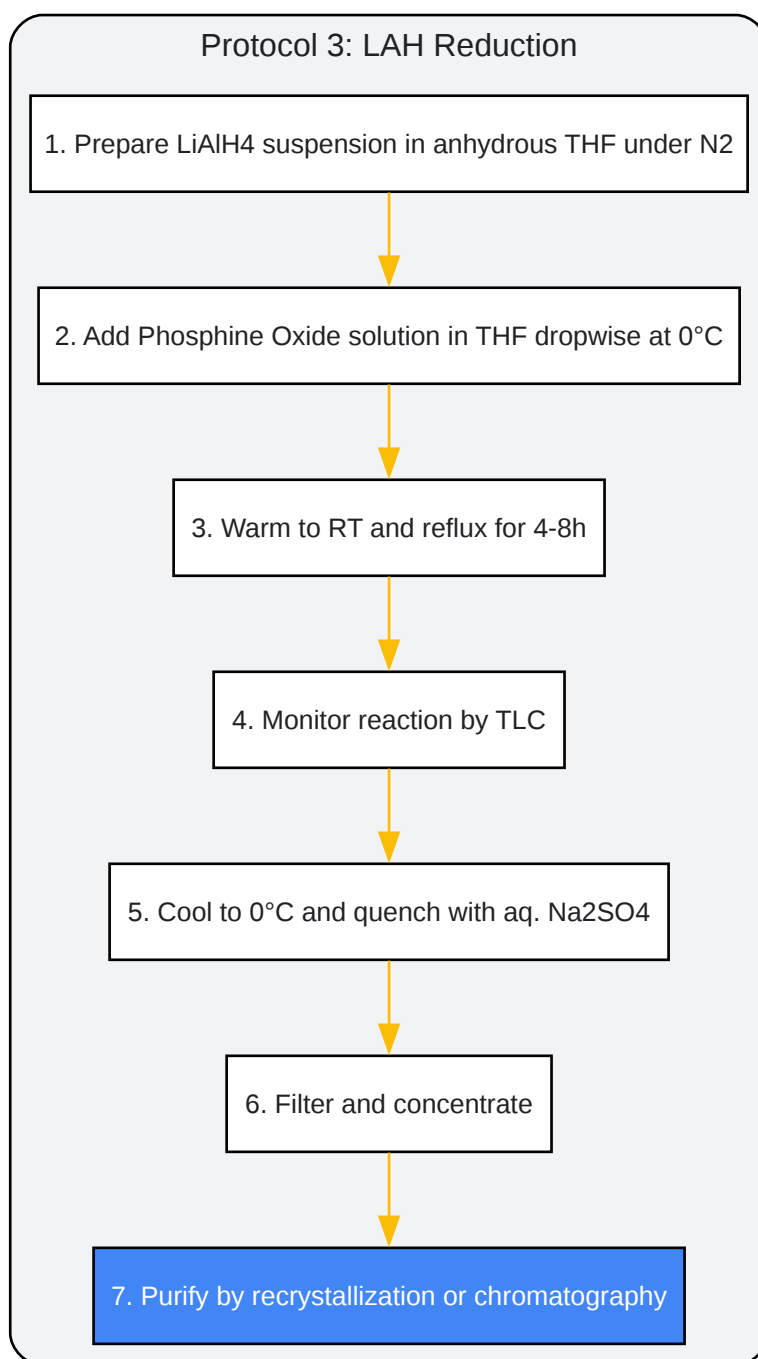 Protocol 3: LAH Reduction
1. Prepare LiAlH4 suspension in anhydrous THF under N2
2. Add Phosphine Oxide solution in THF dropwise at 0°C
3. Warm to RT and reflux for 4-8h
4. Monitor reaction by TLC
5. Cool to 0°C and quench with aq. Na2SO4
6. Filter and concentrate
7. Purify by recrystallization or chromatography